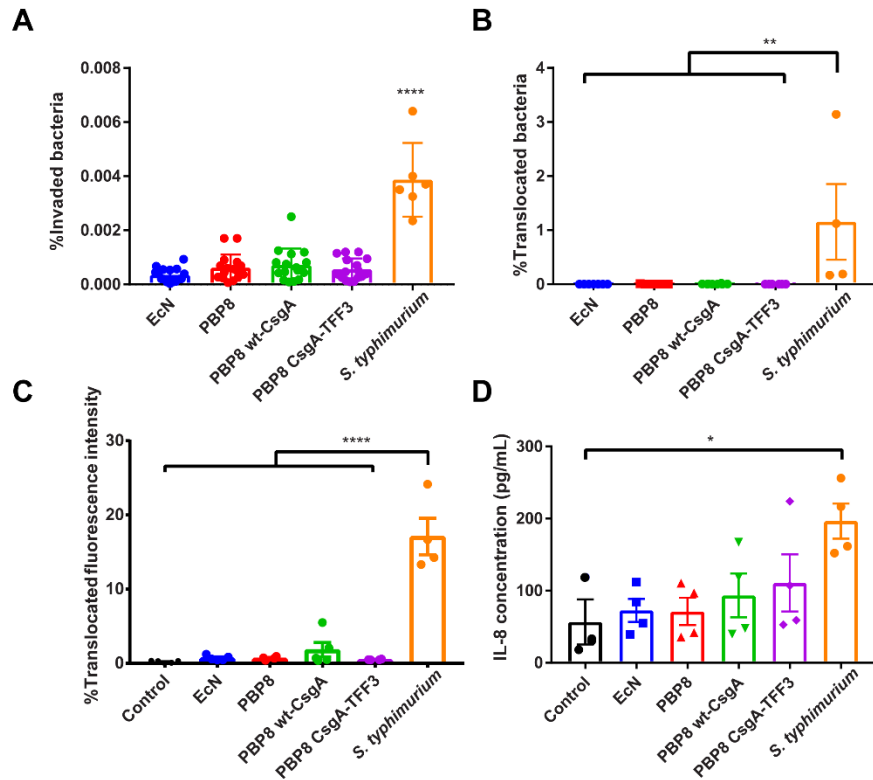 A
%Invaded bacteria
0.008
0.006
0.004
0.002
0.000
****
EcN
PBP8
PBP8 wt-CsgA
PBP8 CsgA-TFF3
S. typhimurium
B
%Translocated bacteria
4
3
2
1
0
**
EcN
PBP8
PBP8 wt-CsgA
PBP8 CsgA-TFF3
S. typhimurium
C
%Translocated fluorescence intensity
30
20
10
0
****
Control
EcN
PBP8
PBP8 wt-CsgA
PBP8 CsgA-TFF3
S. typhimurium
D
IL-8 concentration (pg/mL)
300
200
100
0
*
Control
EcN
PBP8
PBP8 wt-CsgA
PBP8 CsgA-TFF3
S. typhimurium